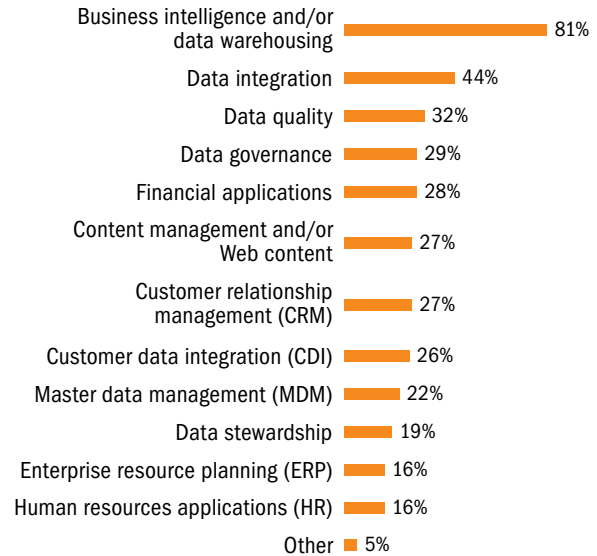 Business intelligence and/or
data warehousing 81%
Data integration 44%
Data quality 32%
Data governance 29%
Financial applications 28%
Content management and/or
Web content 27%
Customer relationship
management (CRM) 27%
Customer data integration (CDI) 26%
Master data management (MDM) 22%
Data stewardship 19%
Enterprise resource planning (ERP) 16%
Human resources applications (HR) 16%
Other 5%